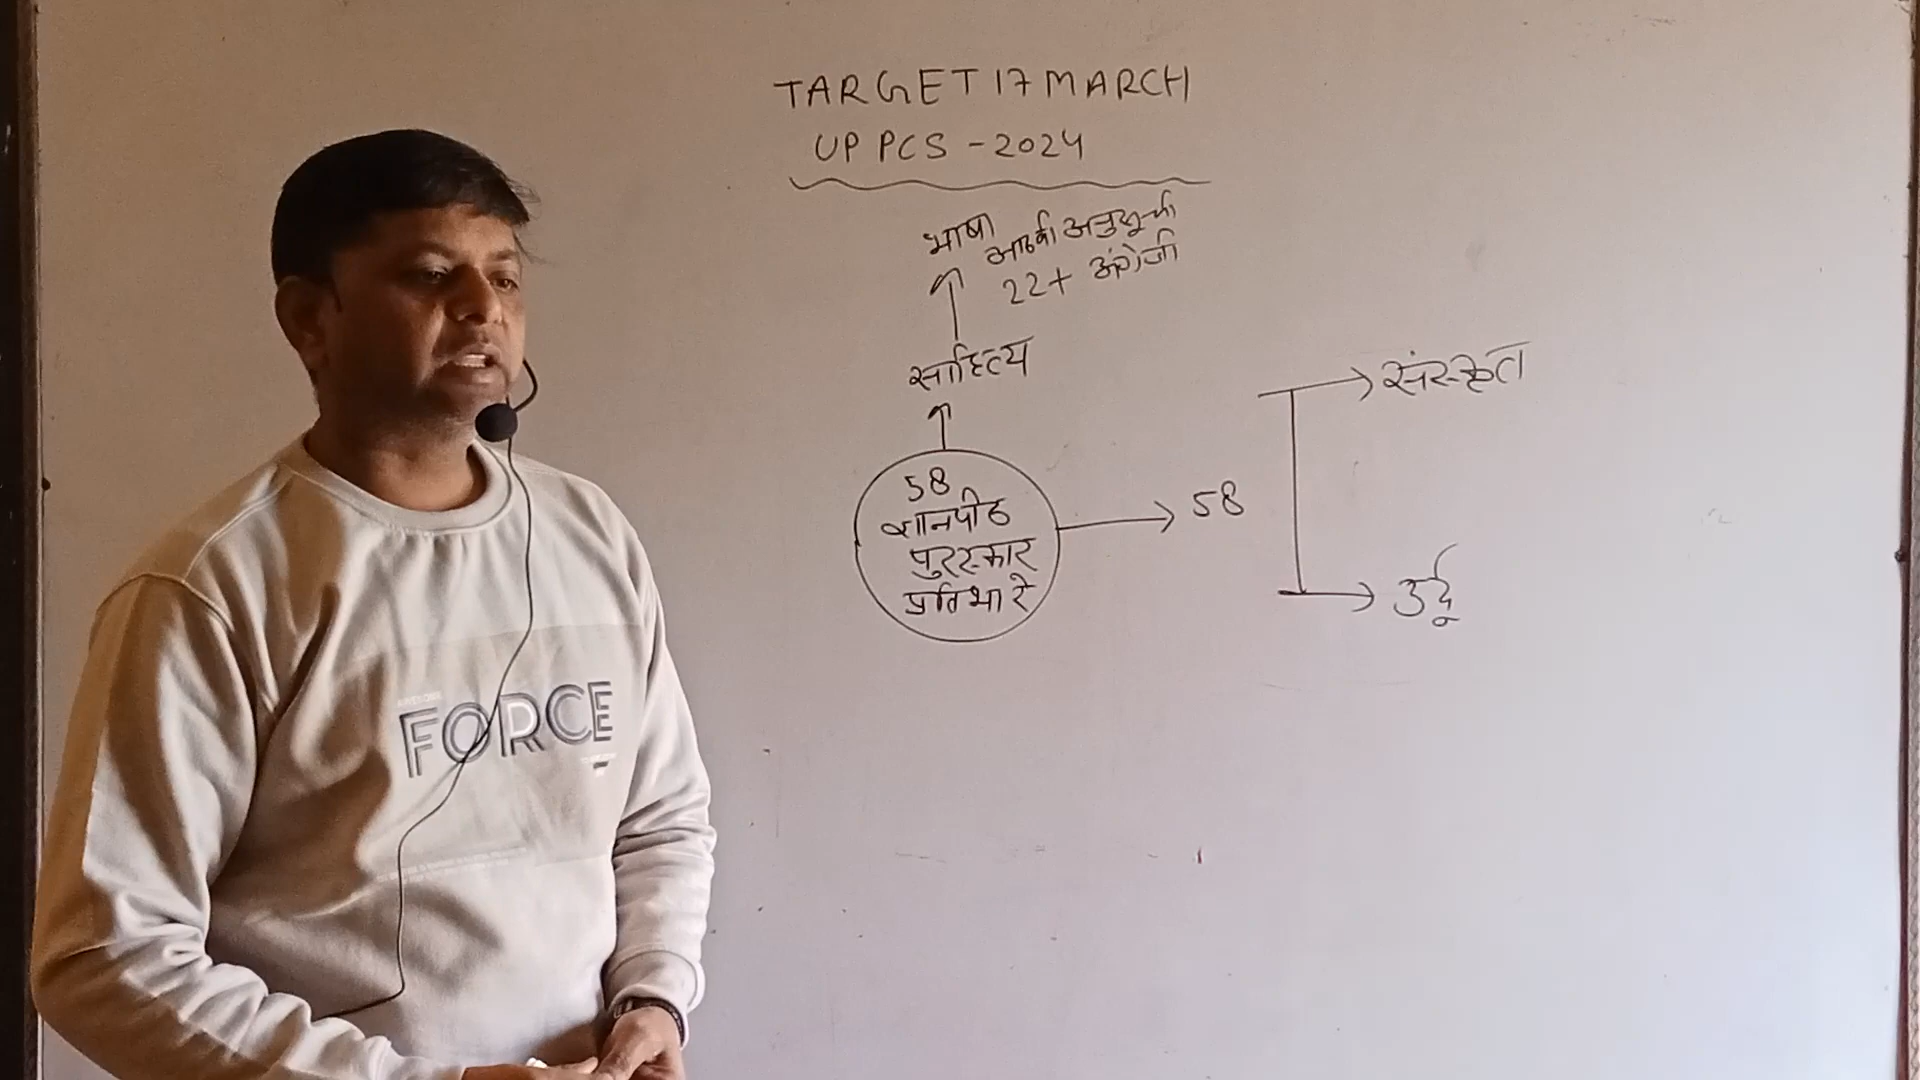 TARGET 17 MARCH
UP PCS - 2024
भाषा आठवी अनुसूची
22+ अंग्रेजी
साहित्य
58
ज्ञानपीठ
पुरस्कार
प्रतिभा रे
58
संस्कृत
उर्दू
FORCE